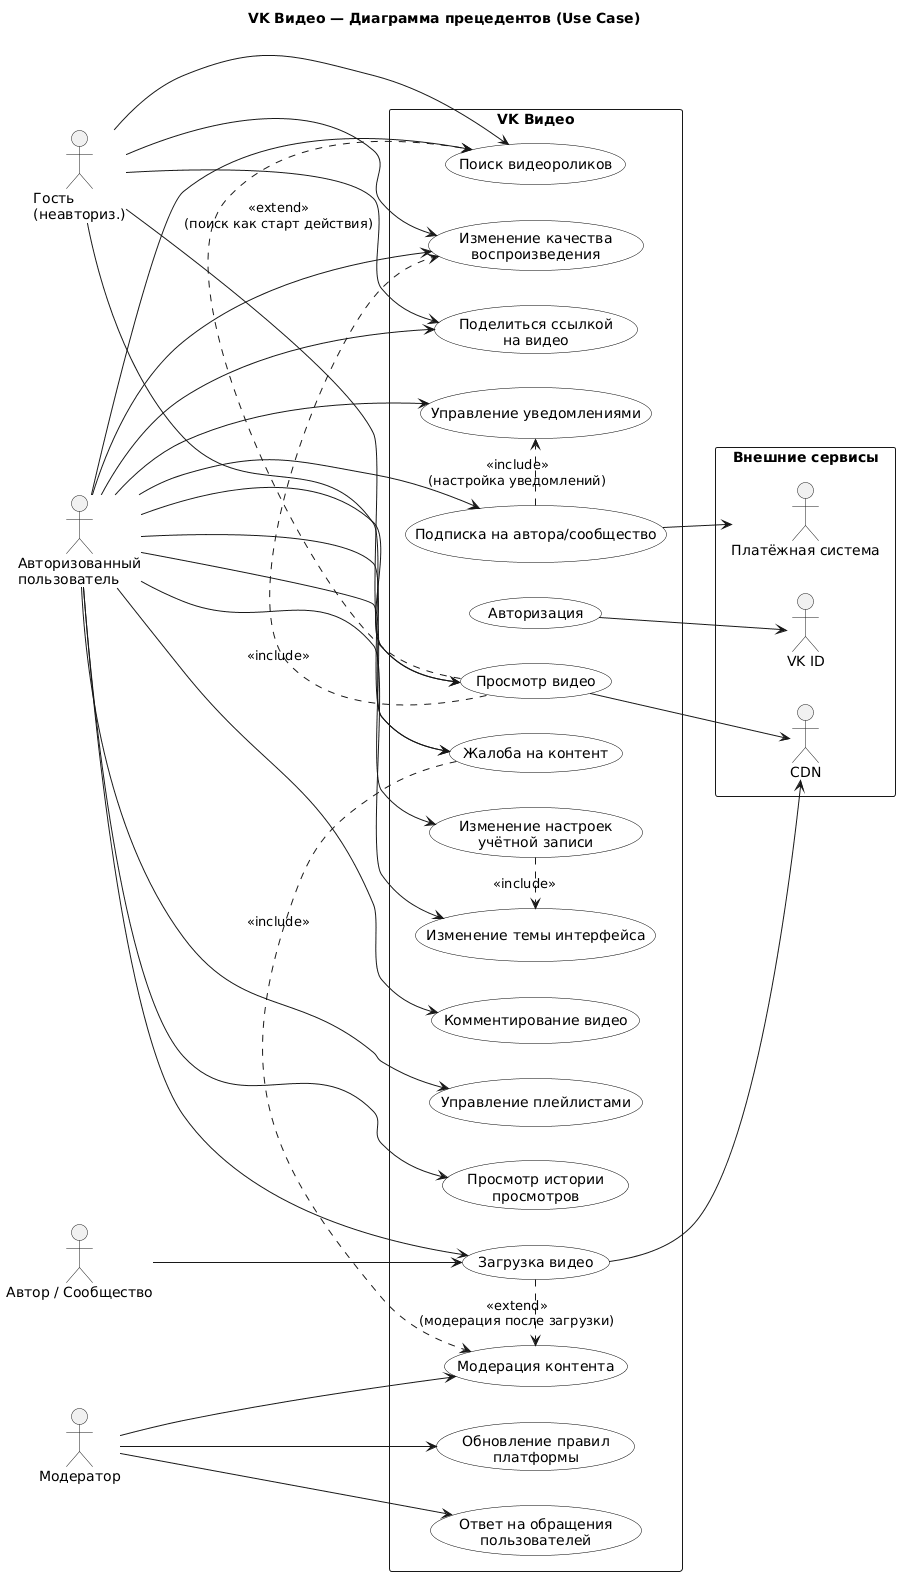 VK Видео — Диаграмма прецедентов (Use Case)
VK Видео
Поиск видеороликов
Гость
(неавториз.)
«extend»
(поиск как старт действия)
Изменение качества
воспроизведения
Поделиться ссылкой
на видео
Управление уведомлениями
Внешние сервисы
«include»
(настройка уведомлений)
Подписка на автора/сообщество
Платёжная система
Авторизованный
пользователь
Авторизация
VK ID
«include»
Просмотр видео
Жалоба на контент
CDN
Изменение настроек
учётной записи
«include»
«include»
Изменение темы интерфейса
Комментирование видео
Управление плейлистами
Просмотр истории
просмотров
Загрузка видео
Автор / Сообщество
«extend»
(модерация после загрузки)
Модерация контента
Обновление правил
платформы
Модератор
Ответ на обращения
пользователей